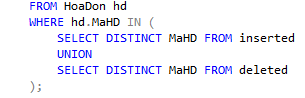 FROM HoaDon hd
WHERE hd.MaHD IN (
SELECT DISTINCT MaHD FROM inserted
UNION
SELECT DISTINCT MaHD FROM deleted
);